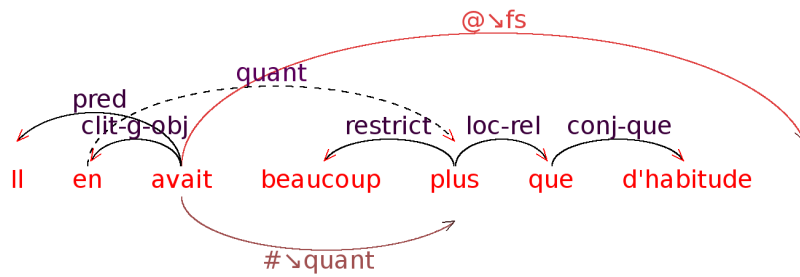 @↘fs
quant
pred
clit-g-obj restrict loc-rel conj-que
Il en avait beaucoup plus que d'habitude
#↘quant